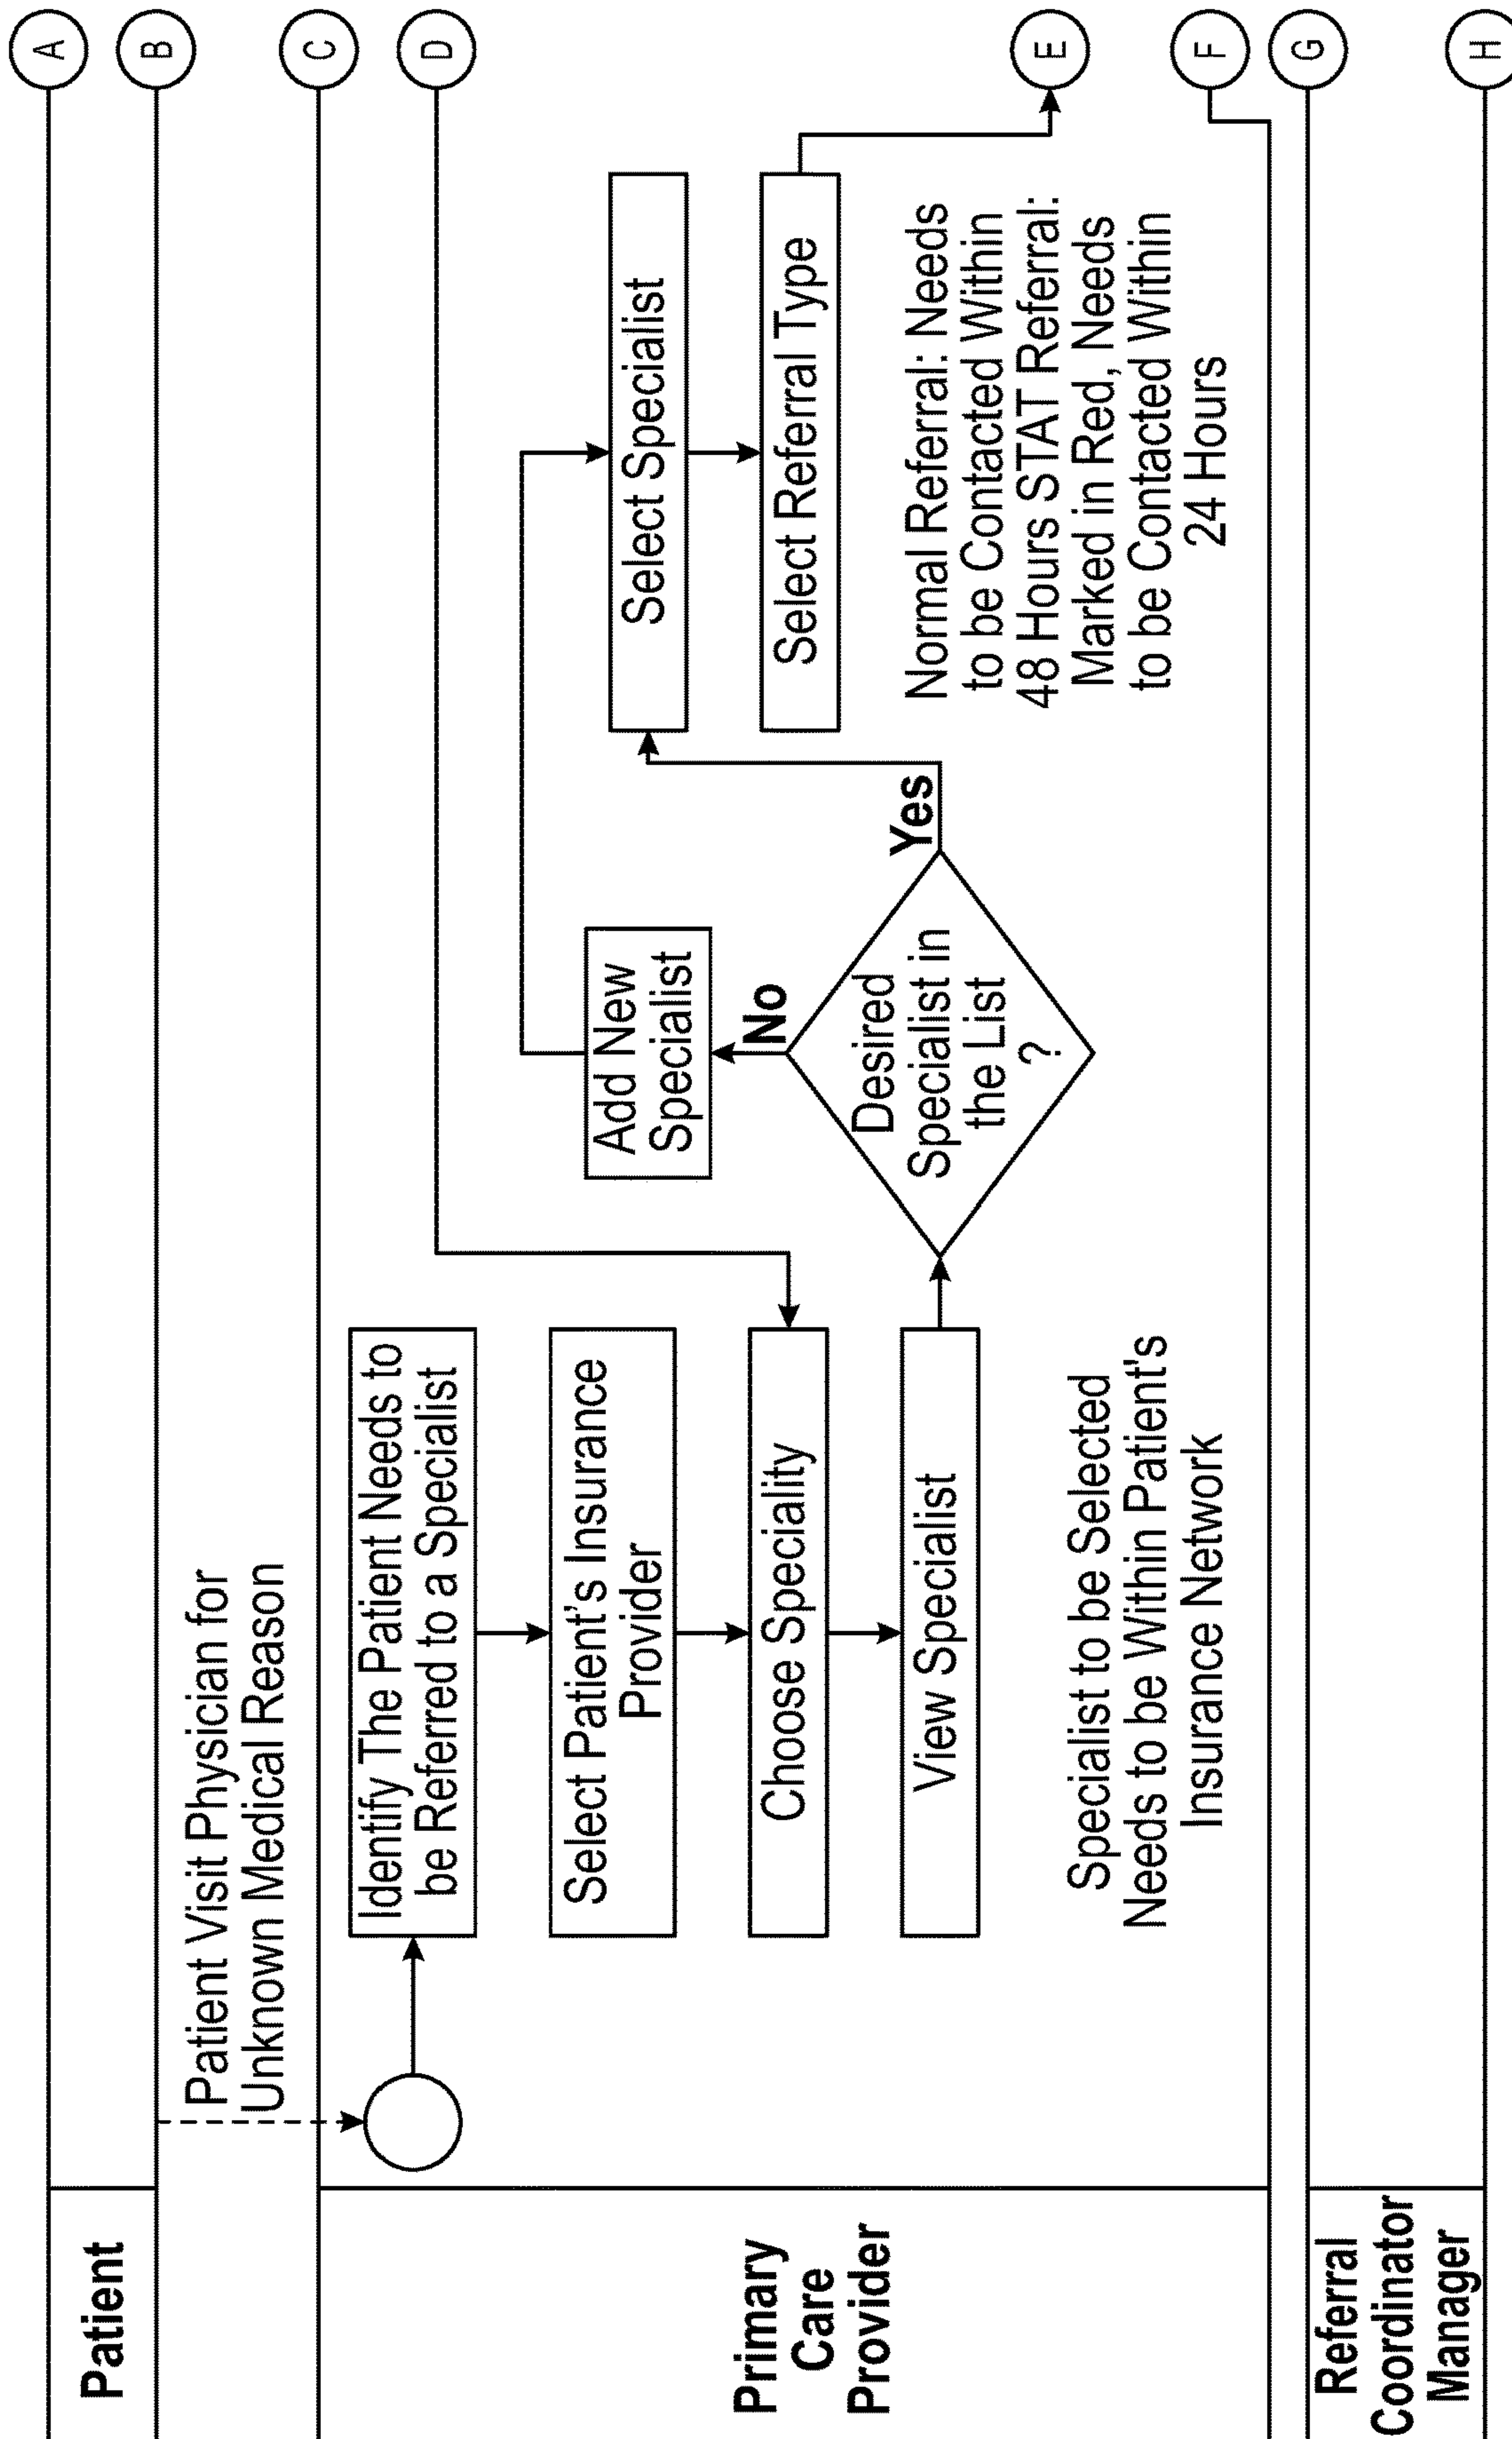 Patient
Patient Visit Physician for
Unknown Medical Reason
Primary
Care
Provider
Identify The Patient Needs to
be Referred to a Specialist
Select Patient's Insurance
Provider
Choose Speciality
View Specialist
Specialist to be Selected
Needs to be Within Patient's
Insurance Network
Add New
Specialist
No
Desired
Specialist in
the List
?
Yes
Select Specialist
Select Referral Type
Normal Referral: Needs
to be Contacted Within
48 Hours STAT Referral:
Marked in Red, Needs
to be Contacted Within
24 Hours
Referral
Coordinator
Manager
A
B
C
D
E
F
G
H